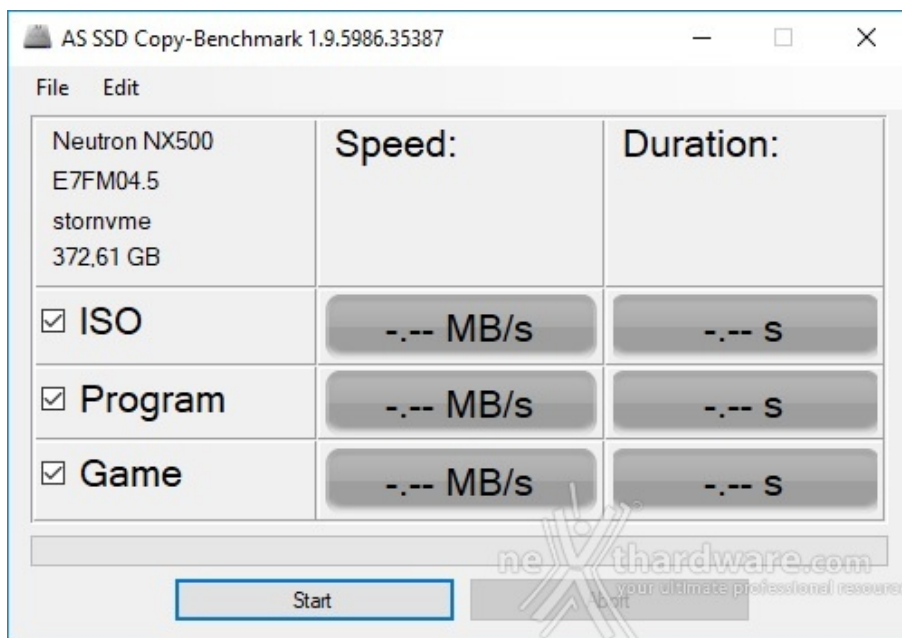 AS SSD Copy-Benchmark 1.9.5986.35387
File Edit
Neutron NX500
E7FM04.5
stornvme
372,61 GB
Speed:
Duration:
ISO
-.-- MB/s
-.-- s
Program
-.-- MB/s
-.-- s
Game
-.-- MB/s
-.-- s
nexthardware.com
your ultimate professional resource
Start
Abort